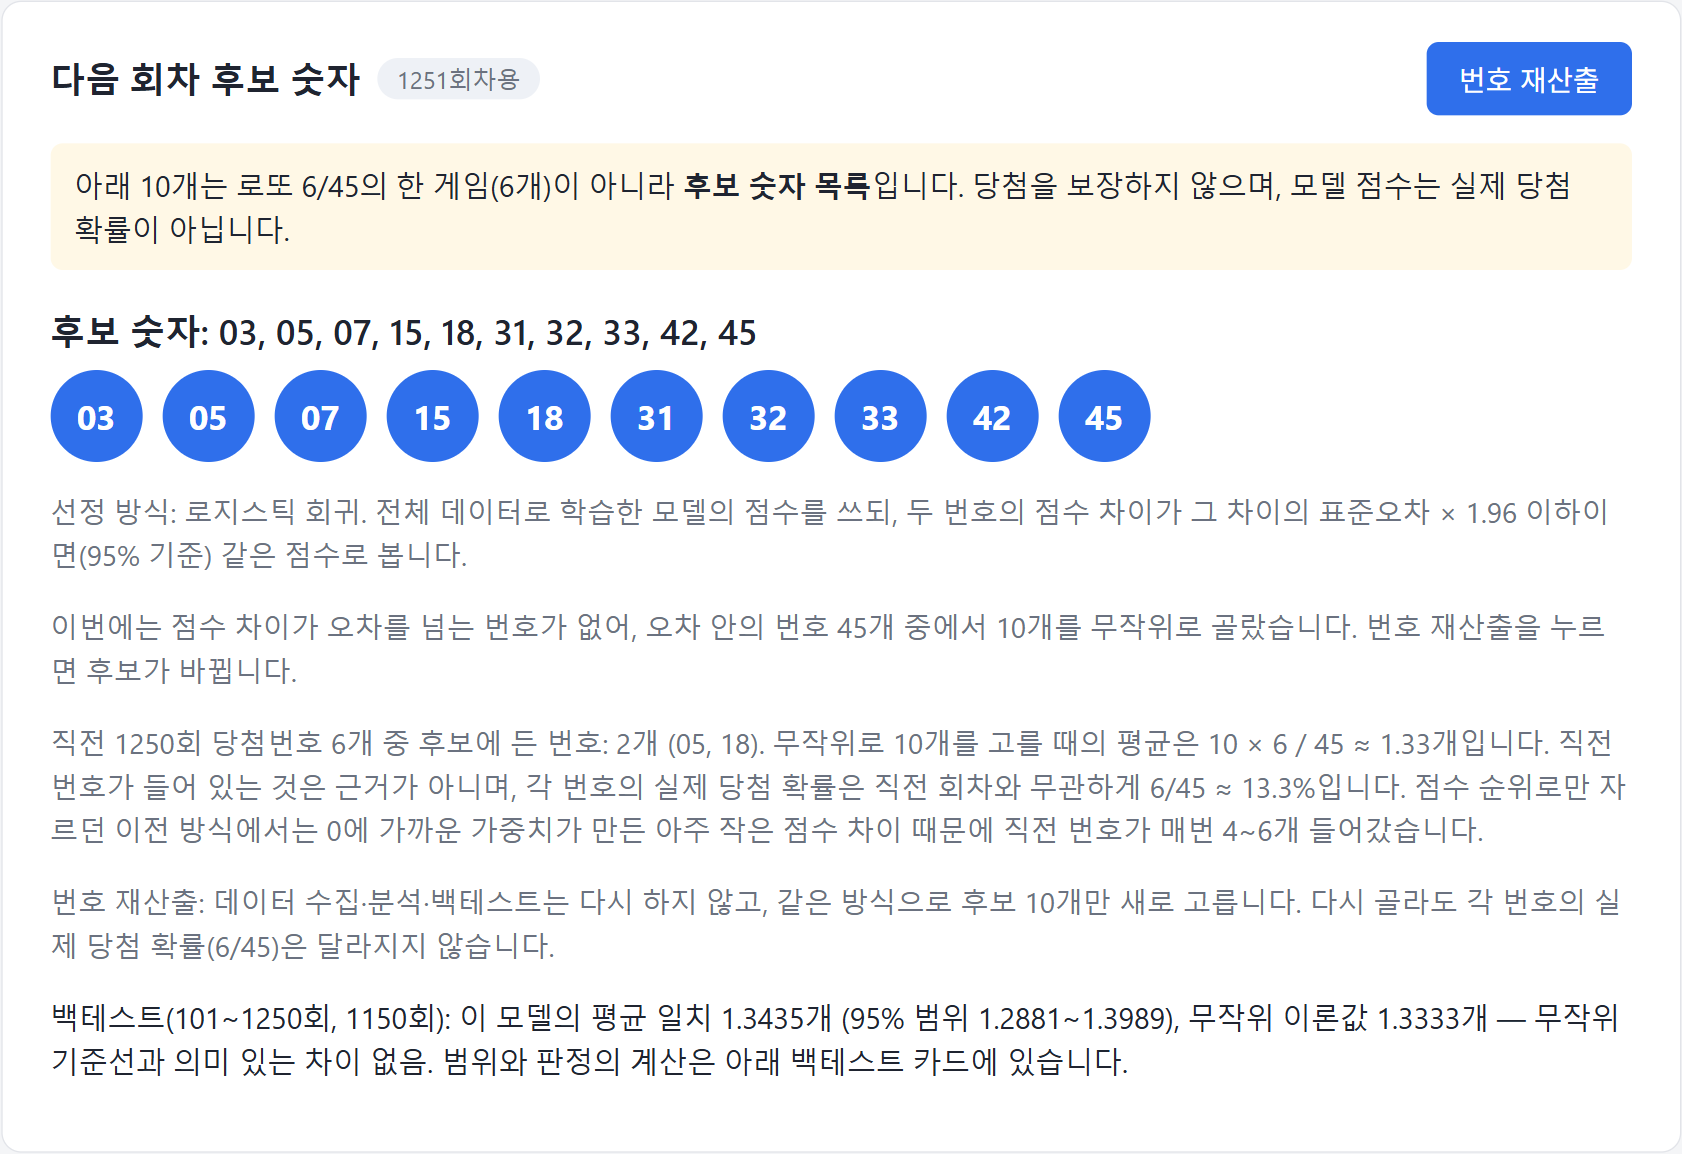 다음 회차 후보 숫자 1251회차용
번호 재산출
아래 10개는 로또 6/45의 한 게임(6개)이 아니라 후보 숫자 목록입니다. 당첨을 보장하지 않으며, 모델 점수는 실제 당첨
확률이 아닙니다.
후보 숫자: 03, 05, 07, 15, 18, 31, 32, 33, 42, 45
03 05 07 15 18 31 32 33 42 45
선정 방식: 로지스틱 회귀. 전체 데이터로 학습한 모델의 점수를 쓰되, 두 번호의 점수 차이가 그 차이의 표준오차 × 1.96 이하이
면(95% 기준) 같은 점수로 봅니다.
이번에는 점수 차이가 오차를 넘는 번호가 없어, 오차 안의 번호 45개 중에서 10개를 무작위로 골랐습니다. 번호 재산출을 누르
면 후보가 바뀝니다.
직전 1250회 당첨번호 6개 중 후보에 든 번호: 2개 (05, 18). 무작위로 10개를 고를 때의 평균은 10 × 6 / 45 ≈ 1.33개입니다. 직전
번호가 들어 있는 것은 근거가 아니며, 각 번호의 실제 당첨 확률은 직전 회차와 무관하게 6/45 ≈ 13.3%입니다. 점수 순위로만 자
르던 이전 방식에서는 0에 가까운 가중치가 만든 아주 작은 점수 차이 때문에 직전 번호가 매번 4~6개 들어갔습니다.
번호 재산출: 데이터 수집·분석·백테스트는 다시 하지 않고, 같은 방식으로 후보 10개만 새로 고릅니다. 다시 골라도 각 번호의 실
제 당첨 확률(6/45)은 달라지지 않습니다.
백테스트(101~1250회, 1150회): 이 모델의 평균 일치 1.3435개 (95% 범위 1.2881~1.3989), 무작위 이론값 1.3333개 — 무작위
기준선과 의미 있는 차이 없음. 범위와 판정의 계산은 아래 백테스트 카드에 있습니다.